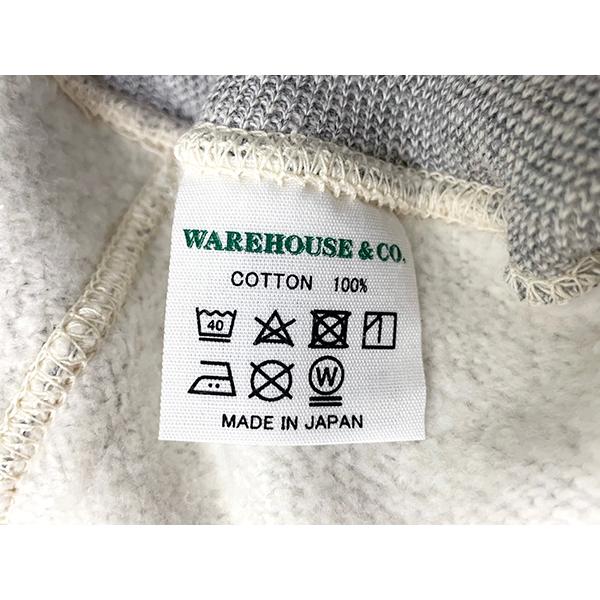 WAREHOUSE & CO.
COTTON 100%
40
W
MADE IN JAPAN